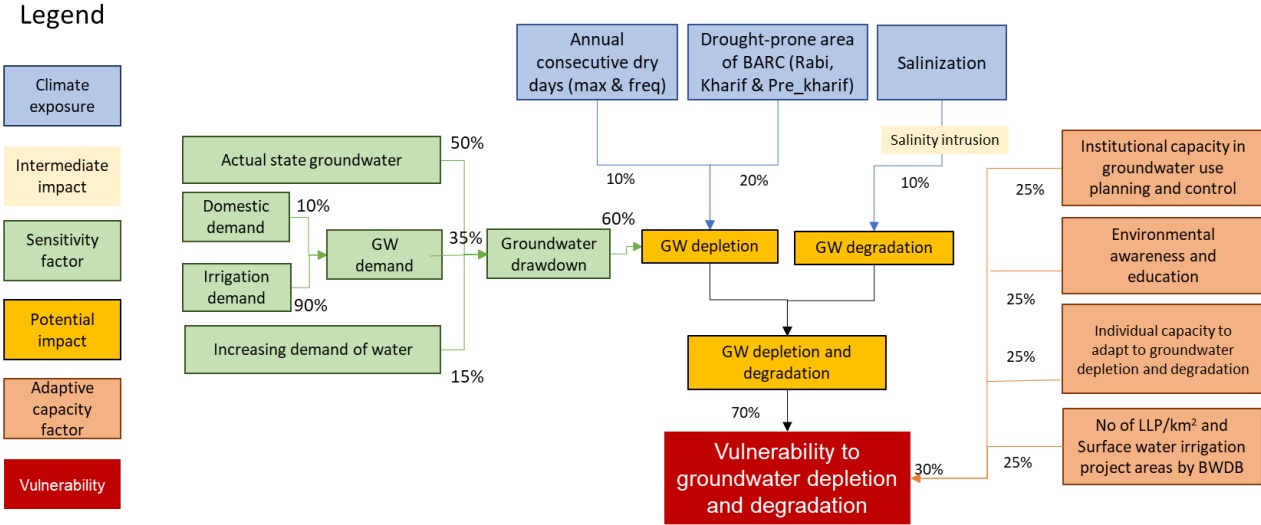 Legend
Climate
exposure
Intermediate
impact
Sensitivity
factor
Potential
impact
Adaptive
capacity
factor
Vulnerability
Annual
consecutive dry
days (max & freq)
Drought-prone area
of BARC (Rabi,
Kharif & Pre_kharif)
Salinization
Salinity intrusion
10%
20%
10%
Actual state groundwater
50%
Domestic
demand
10%
Irrigation
demand
90%
GW
demand
35%
Increasing demand of water
15%
Groundwater
drawdown
60%
GW depletion
GW degradation
GW depletion and
degradation
70%
Vulnerability to
groundwater depletion
and degradation
30%
Institutional capacity in
groundwater use
planning and control
25%
Environmental
awareness and
education
25%
Individual capacity to
adapt to groundwater
depletion and degradation
25%
No of LLP/km² and
Surface water irrigation
project areas by BWDB
25%